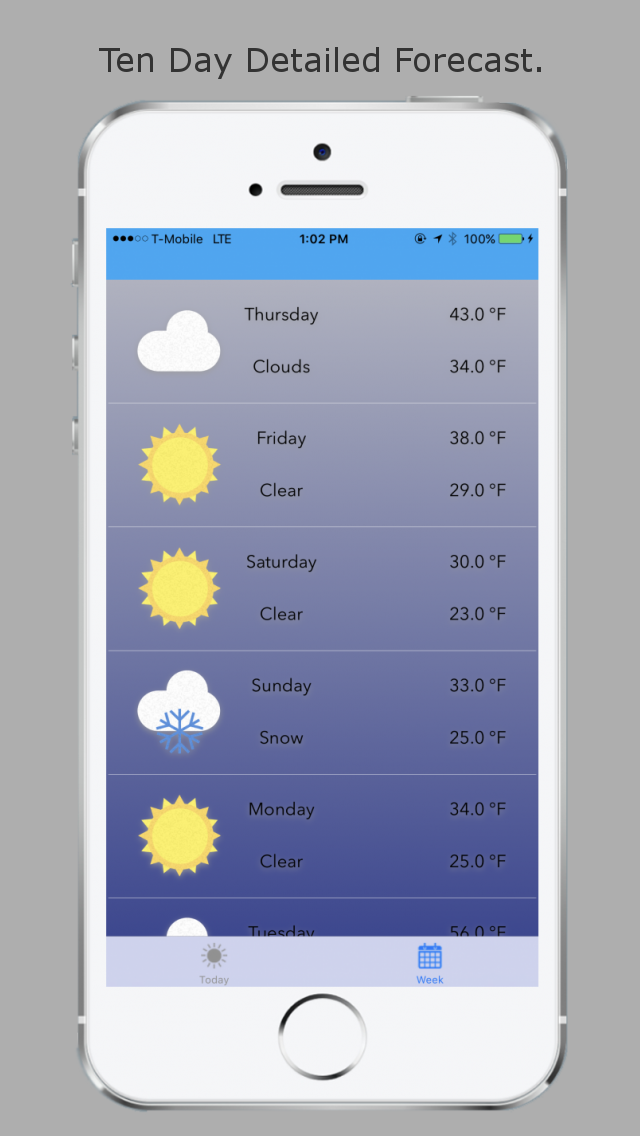 Ten Day Detailed Forecast.
T-Mobile LTE 1:02 PM 100%
Thursday 43.0 °F
Clouds 34.0 °F
Friday 38.0 °F
Clear 29.0 °F
Saturday 30.0 °F
Clear 23.0 °F
Sunday 33.0 °F
Snow 25.0 °F
Monday 34.0 °F
Clear 25.0 °F
Tuesday 56.0 °F
Today Week